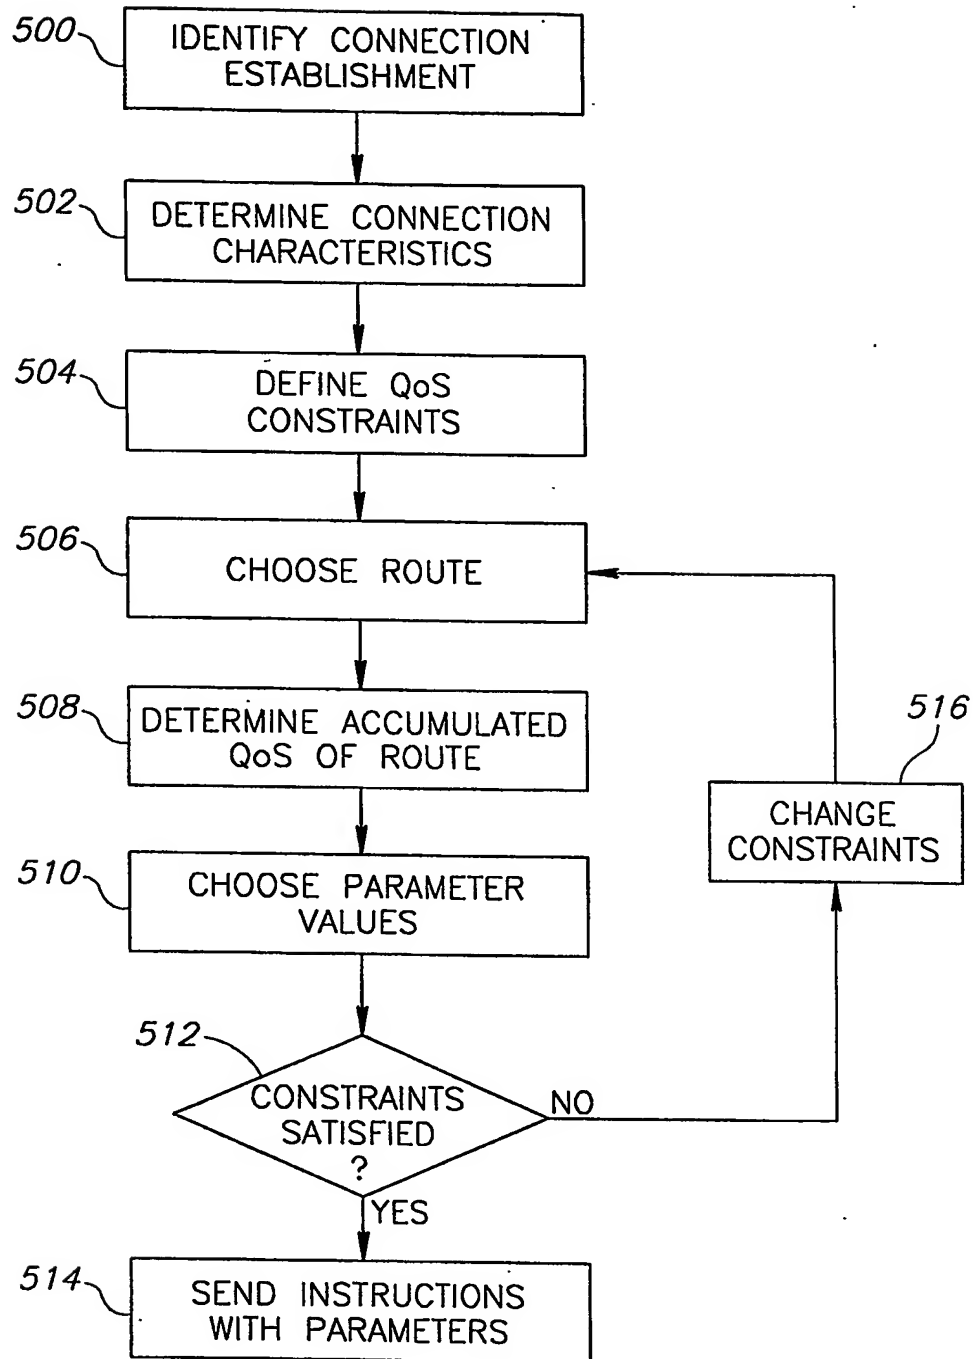 500
IDENTIFY CONNECTION
ESTABLISHMENT
502
DETERMINE CONNECTION
CHARACTERISTICS
504
DEFINE QoS
CONSTRAINTS
506
CHOOSE ROUTE
508
DETERMINE ACCUMULATED
QoS OF ROUTE
516
CHANGE
CONSTRAINTS
510
CHOOSE PARAMETER
VALUES
512
CONSTRAINTS
SATISFIED
?
NO
YES
514
SEND INSTRUCTIONS
WITH PARAMETERS